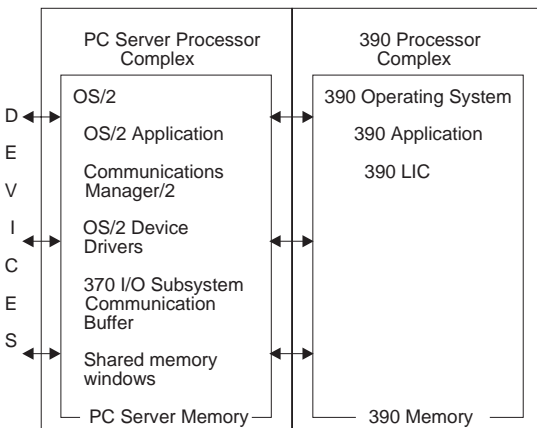 PC Server Processor
Complex
390 Processor
Complex
OS/2
OS/2 Application
Communications
Manager/2
OS/2 Device
Drivers
370 I/O Subsystem
Communication
Buffer
Shared memory
windows
PC Server Memory
390 Operating System
390 Application
390 LIC
390 Memory
D
E
V
I
C
E
S